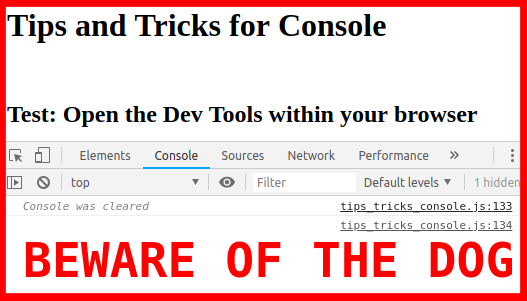 Tips and Tricks for Console
Test: Open the Dev Tools within your browser
Elements Console Sources Network Performance »
top Filter Default levels 1 hidden
Console was cleared tips_tricks_console.js:133
tips_tricks_console.js:134
BEWARE OF THE DOG